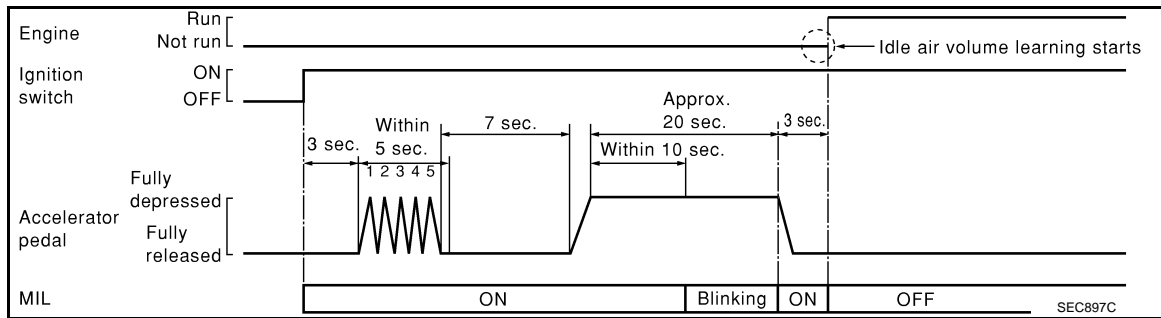 Engine
Run
Not run
Idle air volume learning starts
Ignition
switch
ON
OFF
3 sec.
Within
5 sec.
7 sec.
Approx.
20 sec.
3 sec.
Within 10 sec.
1 2 3 4 5
Accelerator
pedal
Fully
depressed
Fully
released
MIL
ON
Blinking
ON
OFF
SEC897C